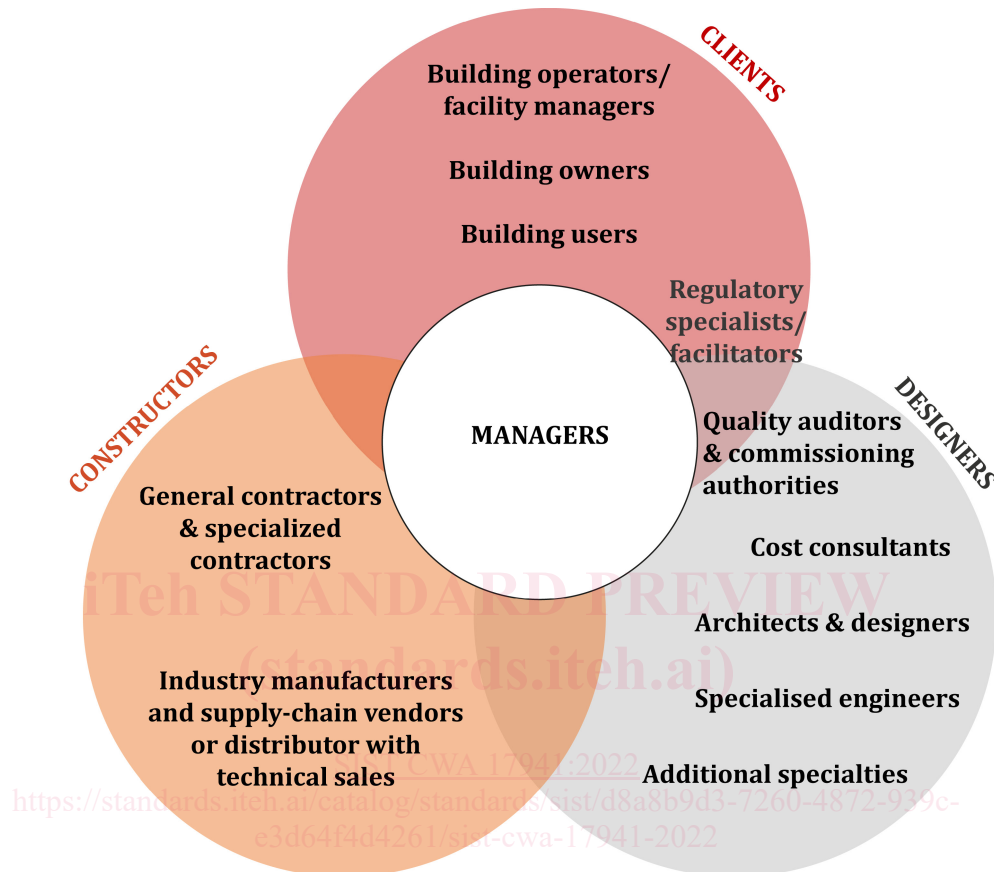 CLIENTS
Building operators/
facility managers
Building owners
Building users
Regulatory
specialists/
facilitators
CONSTRUCTORS
DESIGNERS
MANAGERS
Quality auditors
& commissioning
authorities
General contractors
& specialized
contractors
Cost consultants
iTeh STANDARD PREVIEW
Architects & designers
(standards.iteh.ai)
Industry manufacturers
and supply-chain vendors
or distributor with
technical sales
Specialised engineers
SIST CWA 17941:2022
Additional specialties
https://standards.iteh.ai/catalog/standards/sist/d8a8b9d3-7260-4872-939c-
e3d64f4d4261/sist-cwa-17941-2022